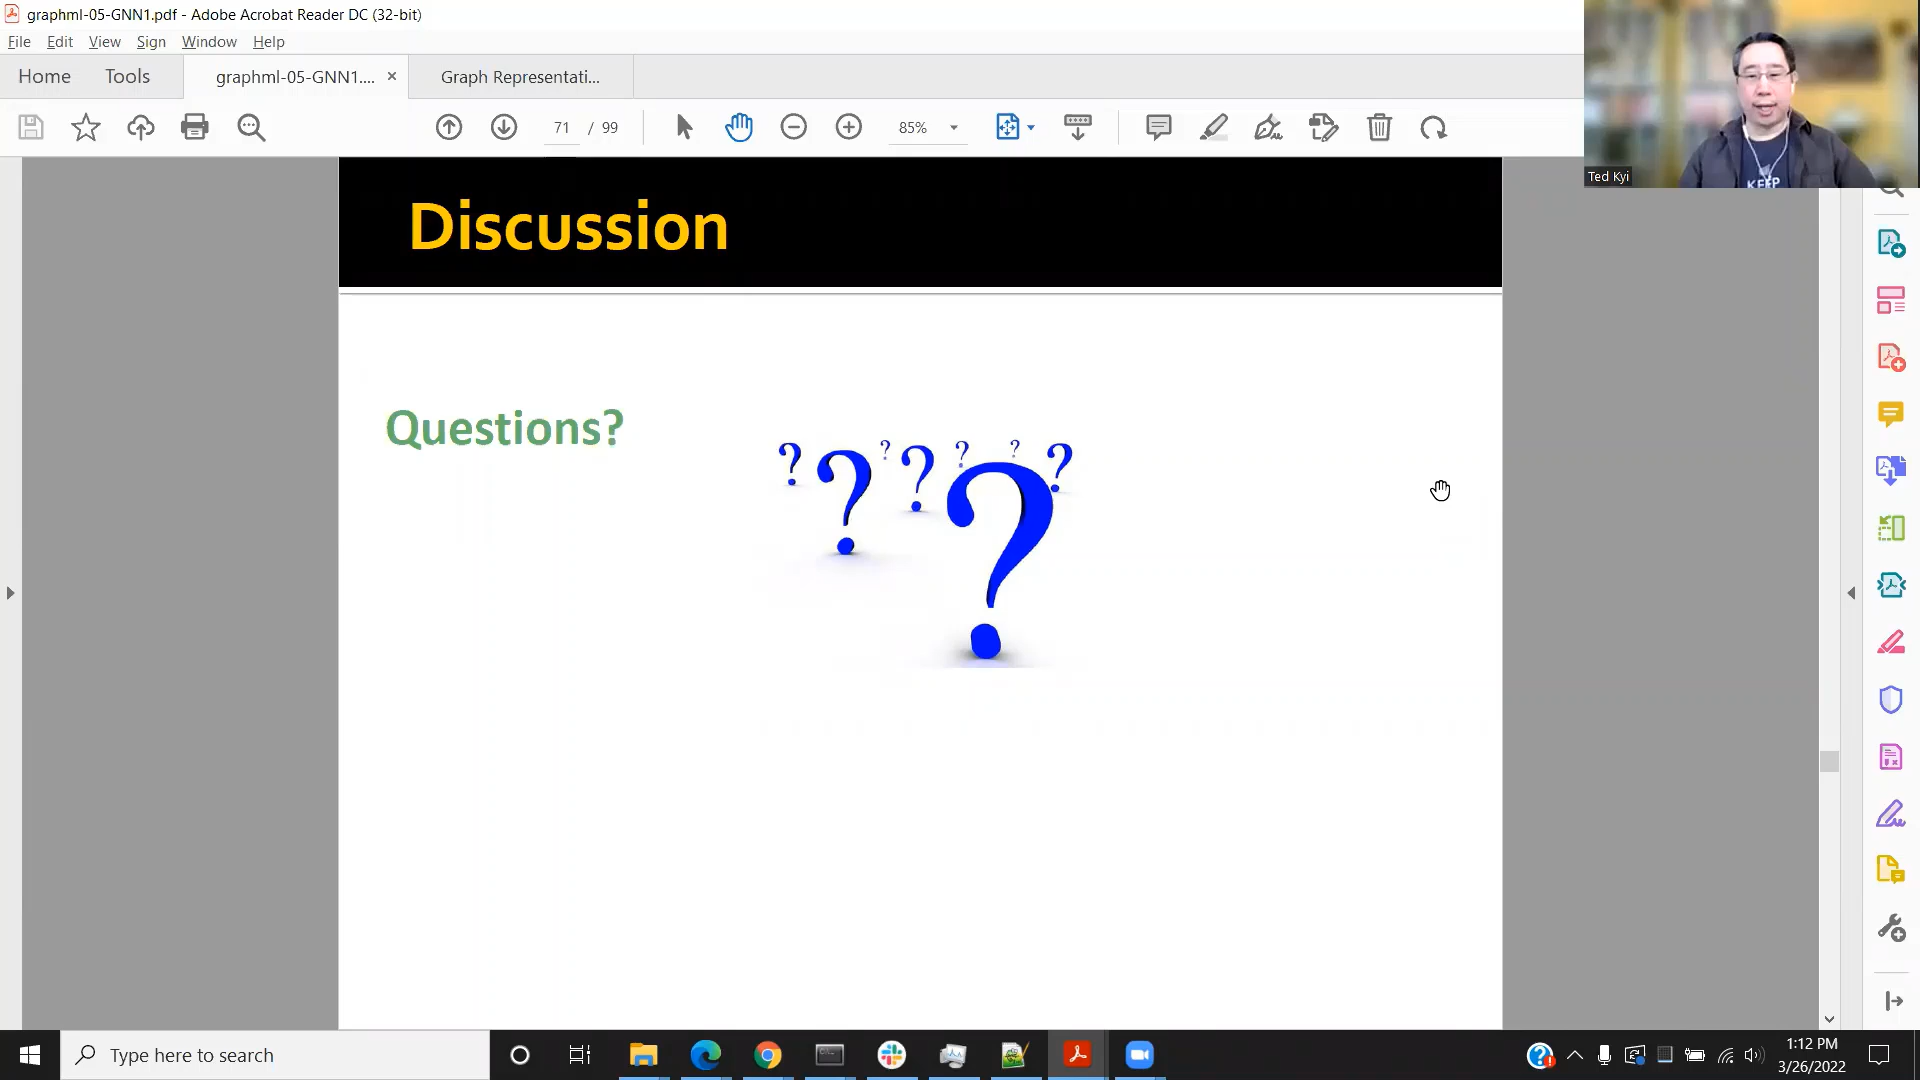 graphml-05-GNN1.pdf - Adobe Acrobat Reader DC (32-bit)
File Edit View Sign Window Help
Home Tools graphml-05-GNN1.... × Graph Representati...
71 / 99 85%
Ted Kyi
KEEP
Discussion
Questions?
? ? ? ? ? ? ? ?
Type here to search
1:12 PM
3/26/2022